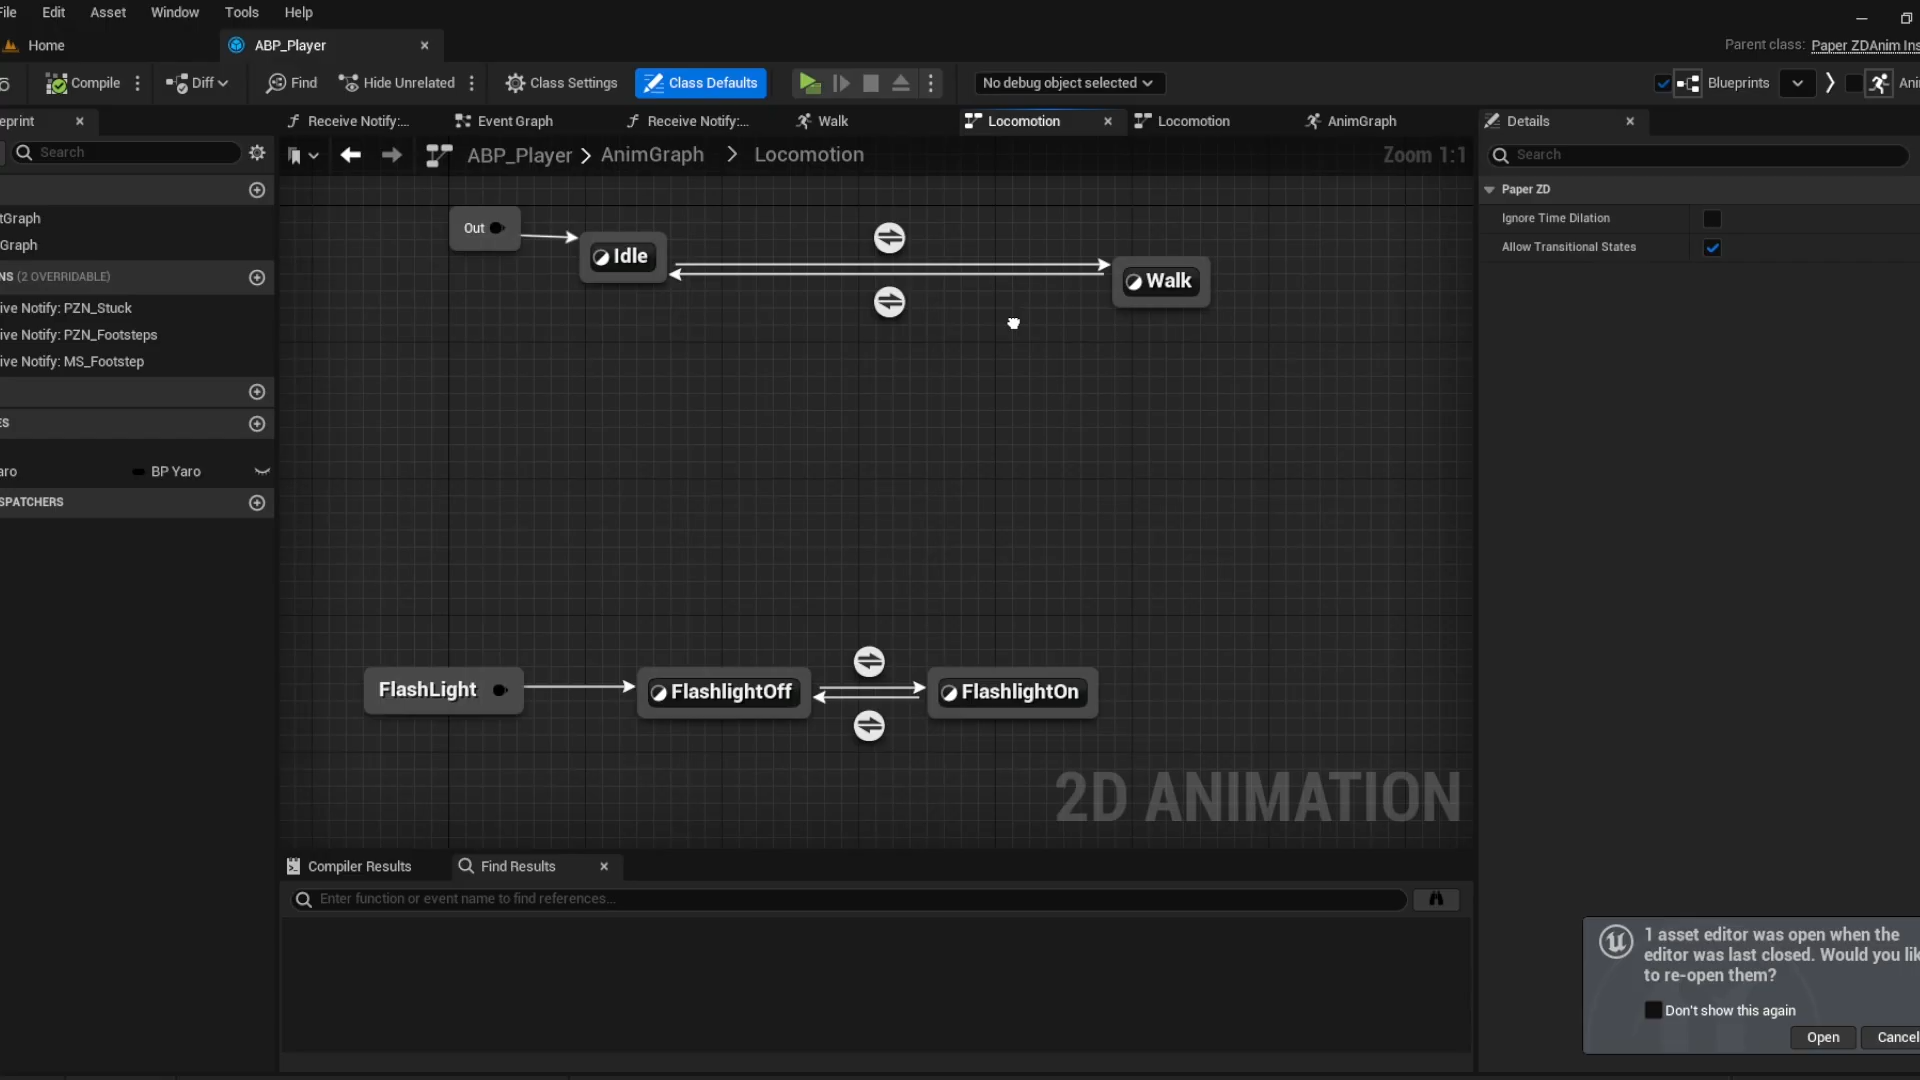 File Edit Asset Window Tools Help
Home ABP_Player
Parent class: Paper ZDAnim Ins
Compile Diff Find Hide Unrelated Class Settings Class Defaults No debug object selected Blueprints Ani
eprint Receive Notify:... Event Graph Receive Notify:... Walk Locomotion Locomotion AnimGraph Details
Search
ABP_Player > AnimGraph > Locomotion Zoom 1:1
Search
Paper ZD
Ignore Time Dilation
Allow Transitional States
tGraph
Graph
NS (2 OVERRIDABLE)
ive Notify: PZN_Stuck
ive Notify: PZN_Footsteps
ive Notify: MS_Footstep
ES
aro BP Yaro
SPATCHERS
Out
Idle
Walk
FlashLight
FlashlightOff
FlashlightOn
2D ANIMATION
Compiler Results Find Results
Enter function or event name to find references...
1 asset editor was open when the
editor was last closed. Would you lik
to re-open them?
Don't show this again
Open Cancel